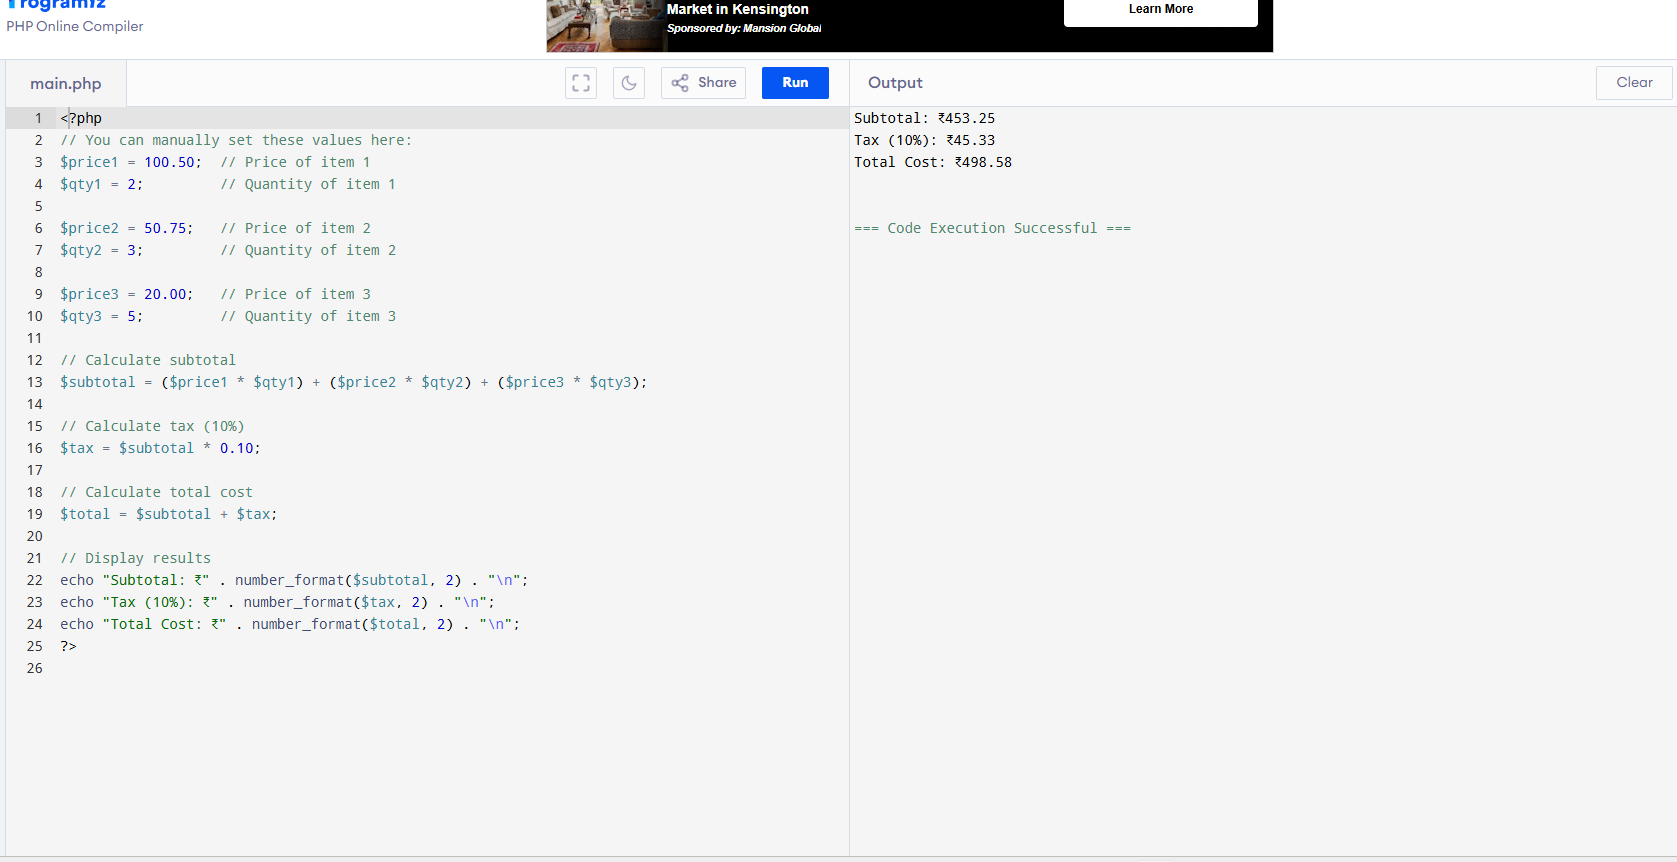 Programiz
PHP Online Compiler
Market in Kensington
Sponsored by: Mansion Global
Learn More
main.php
Share
Run
Output
Clear
1 <?php
2 // You can manually set these values here:
3 $price1 = 100.50;  // Price of item 1
4 $qty1 = 2;         // Quantity of item 1
5
6 $price2 = 50.75;   // Price of item 2
7 $qty2 = 3;         // Quantity of item 2
8
9 $price3 = 20.00;   // Price of item 3
10 $qty3 = 5;         // Quantity of item 3
11
12 // Calculate subtotal
13 $subtotal = ($price1 * $qty1) + ($price2 * $qty2) + ($price3 * $qty3);
14
15 // Calculate tax (10%)
16 $tax = $subtotal * 0.10;
17
18 // Calculate total cost
19 $total = $subtotal + $tax;
20
21 // Display results
22 echo "Subtotal: ₹" . number_format($subtotal, 2) . "\n";
23 echo "Tax (10%): ₹" . number_format($tax, 2) . "\n";
24 echo "Total Cost: ₹" . number_format($total, 2) . "\n";
25 ?>
26
Subtotal: ₹453.25
Tax (10%): ₹45.33
Total Cost: ₹498.58
=== Code Execution Successful ===